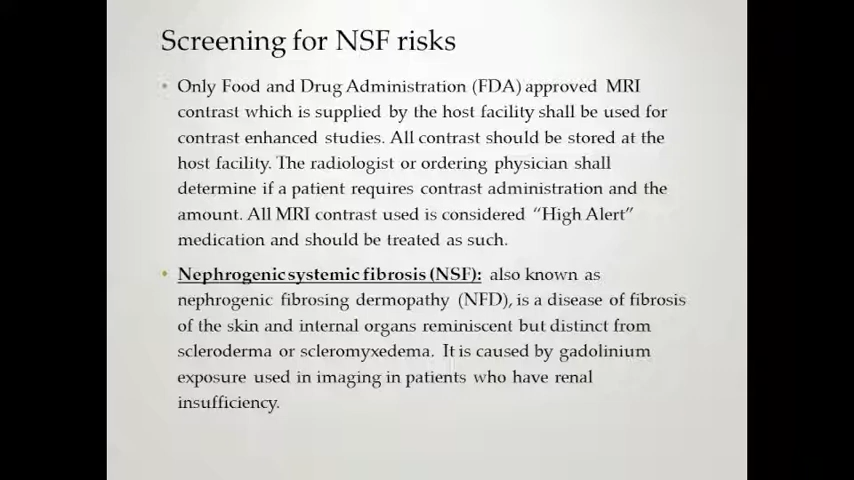 Screening for NSF risks
• Only Food and Drug Administration (FDA) approved MRI
contrast which is supplied by the host facility shall be used for
contrast enhanced studies. All contrast should be stored at the
host facility. The radiologist or ordering physician shall
determine if a patient requires contrast administration and the
amount. All MRI contrast used is considered “High Alert”
medication and should be treated as such.
• Nephrogenic systemic fibrosis (NSF): also known as
nephrogenic fibrosing dermopathy (NFD), is a disease of fibrosis
of the skin and internal organs reminiscent but distinct from
scleroderma or scleromyxedema. It is caused by gadolinium
exposure used in imaging in patients who have renal
insufficiency.